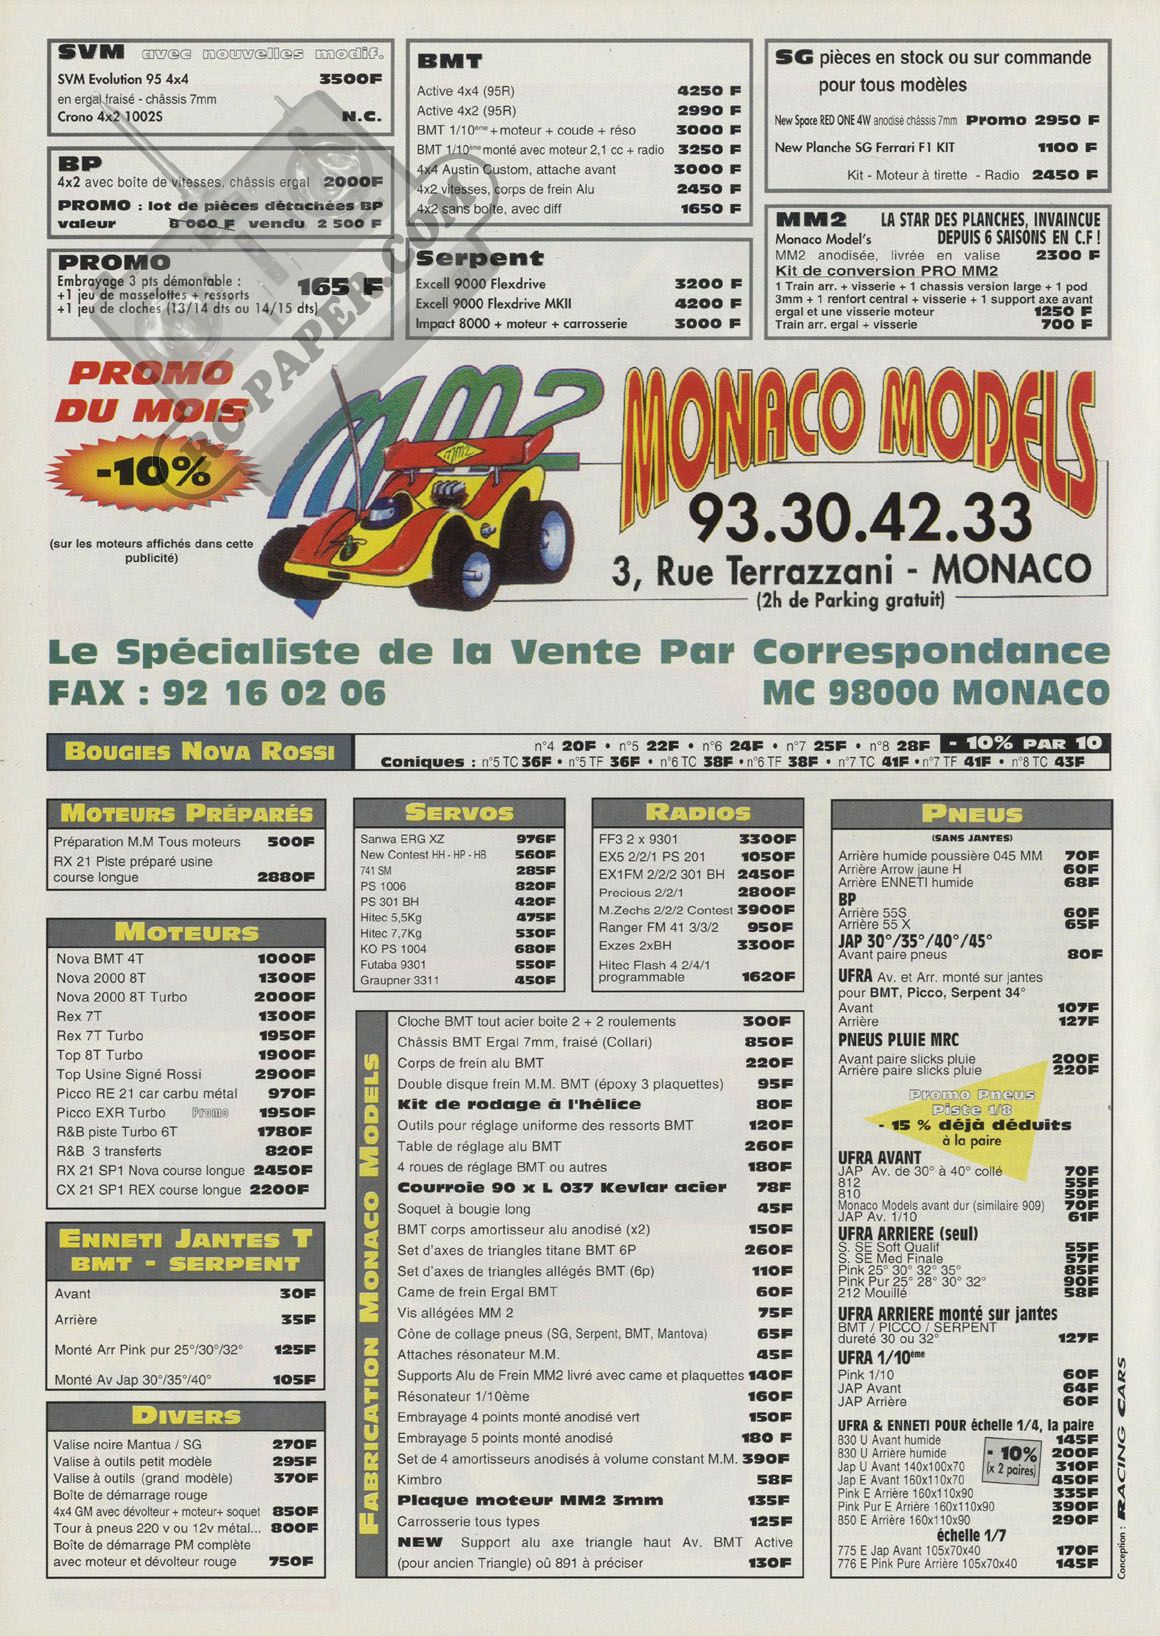 SVM avec nouvelles modif.
SVM Evolution 95 4x4 3500F
en ergal fraisé - châssis 7mm
Crono 4x2 1002S N.C.
BP
4x2 avec boîte de vitesses, châssis ergal 2000F
PROMO : lot de pièces détachées BP
valeur 8 000 F vendu 2 500 F
PROMO
Embrayage 3 pts démontable :
+1 jeu de masselottes + ressorts 165 F
+1 jeu de cloches (13/14 dts ou 14/15 dts)
BMT
Active 4x4 (95R) 4250 F
Active 4x2 (95R) 2990 F
BMT 1/10ème + moteur + coude + réso 3000 F
BMT 1/10ème monté avec moteur 2,1 cc + radio 3250 F
4x4 Austin Custom, attache avant 3000 F
4x2 vitesses, corps de frein Alu 2450 F
4x2 sans boîte, avec diff 1650 F
Serpent
Excell 9000 Flexdrive 3200 F
Excell 9000 Flexdrive MKII 4200 F
Impact 8000 + moteur + carrosserie 3000 F
SG pièces en stock ou sur commande
pour tous modèles
New Space RED ONE 4W anodisé châssis 7mm Promo 2950 F
New Planche SG Ferrari F1 KIT 1100 F
Kit - Moteur à tirette - Radio 2450 F
MM2 LA STAR DES PLANCHES, INVAINCUE
Monaco Model's DEPUIS 6 SAISONS EN C.F !
MM2 anodisée, livrée en valise 2300 F
Kit de conversion PRO MM2
1 Train arr. + visserie + 1 chassis version large + 1 pod
3mm + 1 renfort central + visserie + 1 support axe avant
ergal et une visserie moteur 1250 F
Train arr. ergal + visserie 700 F
RC-PAPER.COM
PROMO
DU MOIS
-10%
(sur les moteurs affichés dans cette
publicité)
MM2
MM2
MONACO MODELS
93.30.42.33
3, Rue Terrazzani - MONACO
(2h de Parking gratuit)
Le Spécialiste de la Vente Par Correspondance
FAX : 92 16 02 06 MC 98000 MONACO
BOUGIES NOVA ROSSI
n°4 20F • n°5 22F • n°6 24F • n°7 25F • n°8 28F - 10% PAR 10
Coniques : n°5 TC 36F • n°5 TF 36F • n°6 TC 38F • n°6 TF 38F • n°7 TC 41F • n°7 TF 41F • n°8 TC 43F
MOTEURS PRÉPARÉS
Préparation M.M Tous moteurs 500F
RX 21 Piste préparé usine
course longue 2880F
MOTEURS
Nova BMT 4T 1000F
Nova 2000 8T 1300F
Nova 2000 8T Turbo 2000F
Rex 7T 1300F
Rex 7T Turbo 1950F
Top 8T Turbo 1900F
Top Usine Signé Rossi 2900F
Picco RE 21 car carbu métal 970F
Picco EXR Turbo Promo 1950F
R&B piste Turbo 6T 1780F
R&B 3 transferts 820F
RX 21 SP1 Nova course longue 2450F
CX 21 SP1 REX course longue 2200F
ENNETI JANTES T
BMT - SERPENT
Avant 30F
Arrière 35F
Monté Arr Pink pur 25°/30°/32° 125F
Monté Av Jap 30°/35°/40° 105F
DIVERS
Valise noire Mantua / SG 270F
Valise à outils petit modèle 295F
Valise à outils (grand modèle) 370F
Boîte de démarrage rouge
4x4 GM avec dévolteur + moteur+ soquet 850F
Tour à pneus 220 v ou 12v métal... 800F
Boîte de démarrage PM complète
avec moteur et dévolteur rouge 750F
SERVOS
Sanwa ERG XZ 976F
New Contest HH - HP - HB 560F
741 SM 285F
PS 1006 820F
PS 301 BH 420F
Hitec 5,5Kg 475F
Hitec 7,7Kg 530F
KO PS 1004 680F
Futaba 9301 550F
Graupner 3311 450F
RADIOS
FF3 2 x 9301 3300F
EX5 2/2/1 PS 201 1050F
EX1FM 2/2/2 301 BH 2450F
Precious 2/2/1 2800F
M.Zechs 2/2/2 Contest 3900F
Ranger FM 41 3/3/2 950F
Exzes 2xBH 3300F
Hitec Flash 4 2/4/1
programmable 1620F
FABRICATION MONACO MODELS
Cloche BMT tout acier boite 2 + 2 roulements 300F
Châssis BMT Ergal 7mm, fraisé (Collari) 850F
Corps de frein alu BMT 220F
Double disque frein M.M. BMT (époxy 3 plaquettes) 95F
Kit de rodage à l'hélice 80F
Outils pour réglage uniforme des ressorts BMT 120F
Table de réglage alu BMT 260F
4 roues de réglage BMT ou autres 180F
Courroie 90 x L 037 Kevlar acier 78F
Soquet à bougie long 45F
BMT corps amortisseur alu anodisé (x2) 150F
Set d'axes de triangles titane BMT 6P 260F
Set d'axes de triangles allégés BMT (6p) 110F
Came de frein Ergal BMT 60F
Vis allégées MM 2 75F
Cône de collage pneus (SG, Serpent, BMT, Mantova) 65F
Attaches résonateur M.M. 45F
Supports Alu de Frein MM2 livré avec came et plaquettes 140F
Résonateur 1/10ème 160F
Embrayage 4 points monté anodisé vert 150F
Embrayage 5 points monté anodisé 180 F
Set de 4 amortisseurs anodisés à volume constant M.M. 390F
Kimbro 58F
Plaque moteur MM2 3mm 135F
Carrosserie tous types 125F
NEW Support alu axe triangle haut Av. BMT Active
(pour ancien Triangle) oû 891 à préciser 130F
PNEUS
(SANS JANTES)
Arrière humide poussière 045 MM 70F
Arrière Arrow jaune H 60F
Arrière ENNETI humide 68F
BP
Arrière 55S 60F
Arrière 55 X 65F
JAP 30°/35°/40°/45°
Avant paire pneus 80F
UFRA Av. et Arr. monté sur jantes
pour BMT, Picco, Serpent 34°
Avant 107F
Arrière 127F
PNEUS PLUIE MRC
Avant paire slicks pluie 200F
Arrière paire slicks pluie 220F
Promo Pneus
Piste 1/8
- 15 % déjà déduits
à la paire
UFRA AVANT
JAP Av. de 30° à 40° collé 70F
812 55F
810 59F
Monaco Models avant dur (similaire 909) 70F
JAP Av. 1/10 61F
UFRA ARRIERE (seul)
S. SE Soft Qualif 55F
S. SE Med Finale 57F
Pink 25° 30° 32° 35° 85F
Pink Pur 25° 28° 30° 32° 90F
212 Mouillé 58F
UFRA ARRIERE monté sur jantes
BMT / PICCO / SERPENT
dureté 30 ou 32° 127F
UFRA 1/10ème
Pink 1/10 60F
JAP Avant 64F
JAP Arrière 60F
UFRA & ENNETI POUR échelle 1/4, la paire
830 U Avant humide 145F
830 U Arrière humide 200F
Jap U Avant 140x100x70 310F
Jap E Avant 160x110x70 450F
Pink E Arrière 160x110x90 335F
Pink Pur E Arrière 160x110x90 390F
850 E Arrière 160x110x90 290F
- 10%
(x 2 paires)
échelle 1/7
775 E Jap Avant 105x70x40 170F
776 E Pink Pure Arrière 105x70x40 145F
Conception : RACING CARS